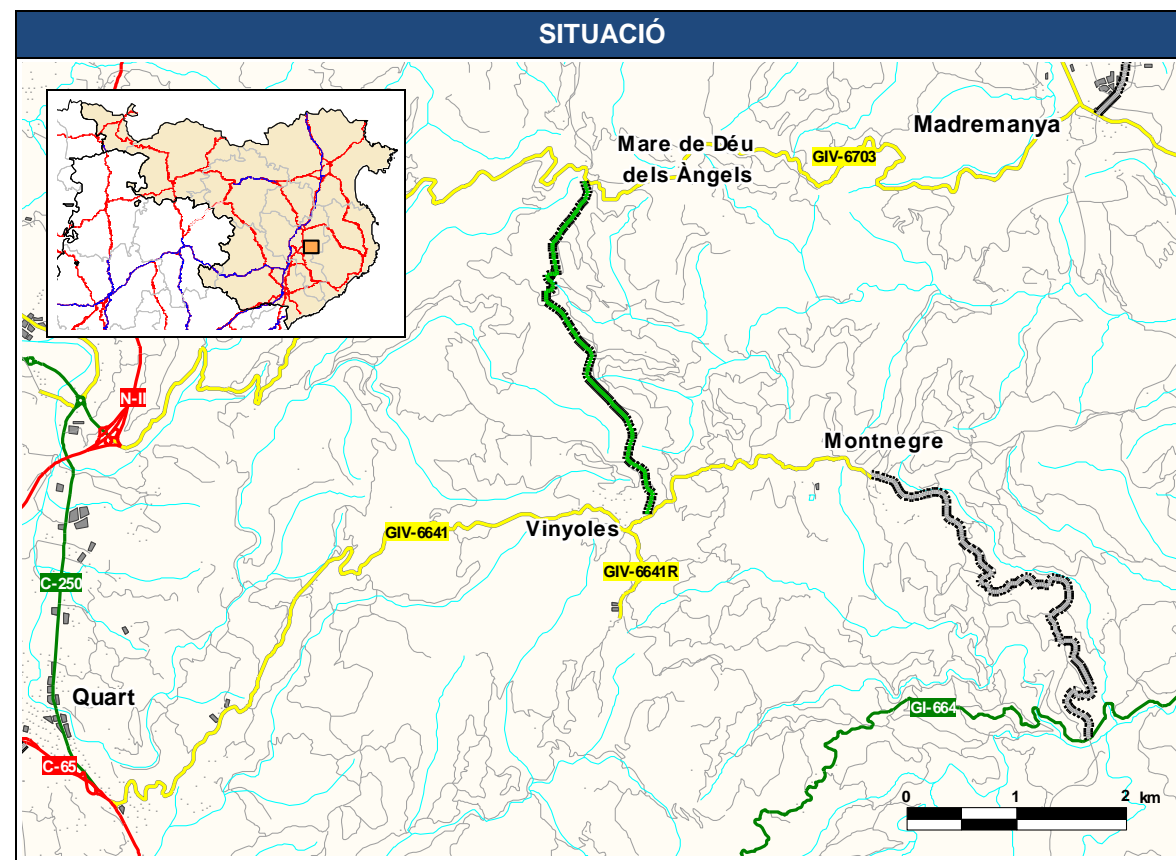 SITUACIÓ
Madremanya
Mare de Déu
dels Àngels
GIV-6703
N-II
Montnegre
GIV-6641
Vinyoles
GIV-6641R
C-250
Quart
GI-664
C-65
0 1 2 km